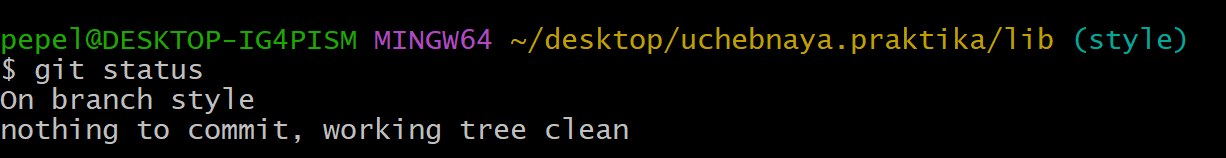 pepel@DESKTOP-IG4PISM MINGW64 ~/desktop/uchebnaya.praktika/lib (style)
$ git status
On branch style
nothing to commit, working tree clean